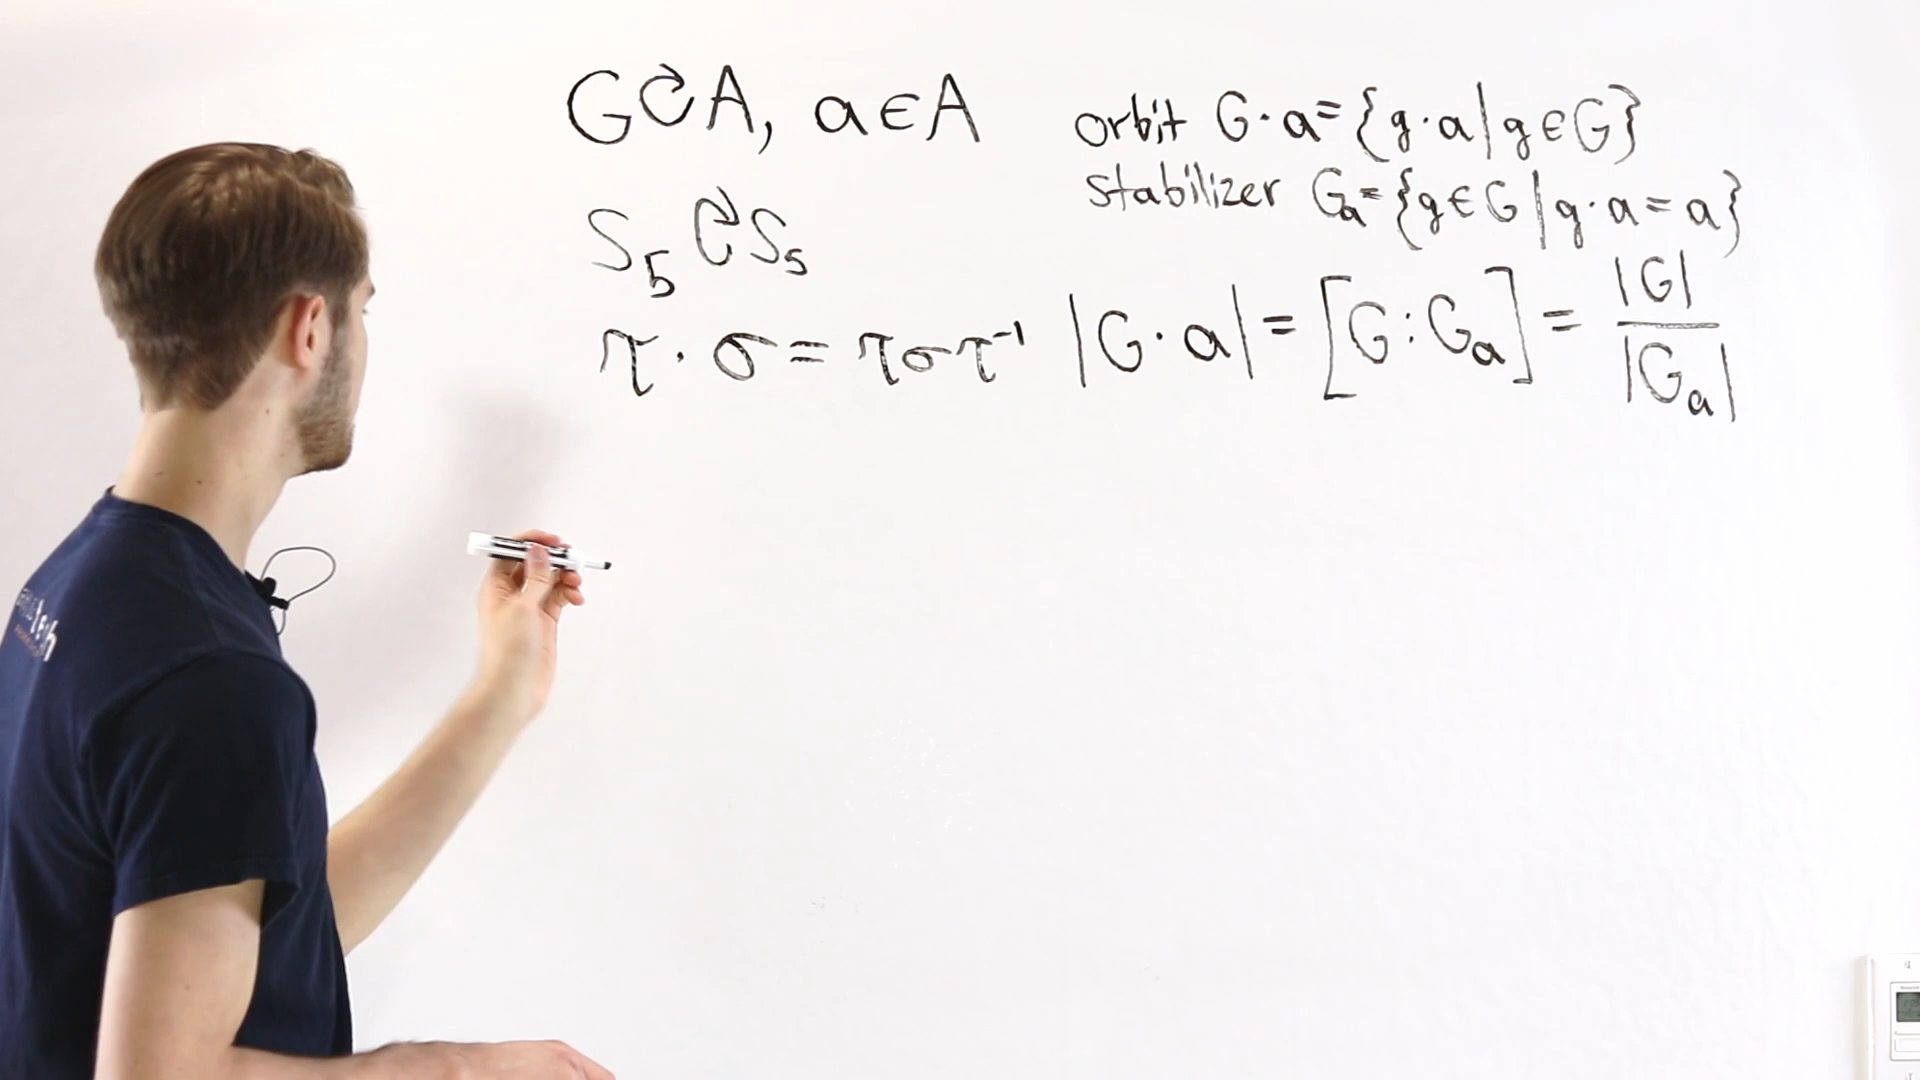 G↻A, a∈A
orbit G·a={g·a|g∈G}
stabilizer Gₐ={g∈G|g·a=a}
S₅↻S₅
τ·σ=τστ⁻¹
|G·a|=[G:Gₐ]=|G|/|Gₐ|